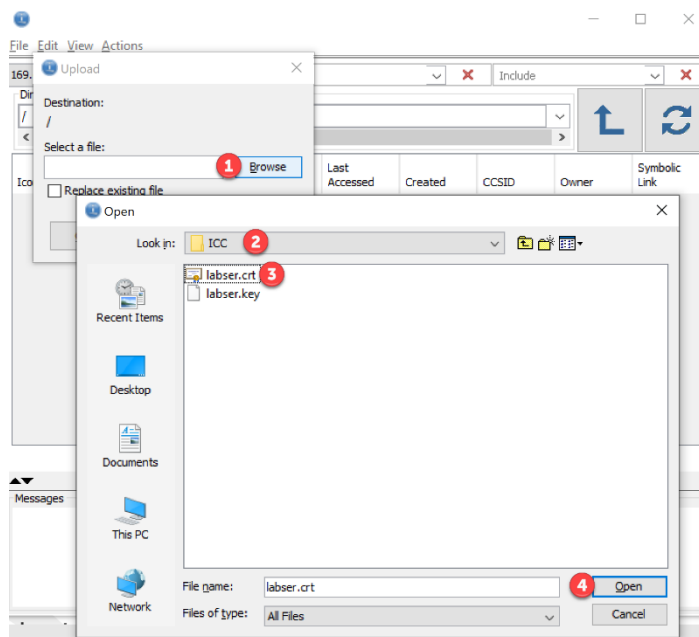 File Edit View Actions
Upload
169.
Include
Dir
Destination:
/
/
Select a file:
1 Browse
Ico
Last Accessed
Created
CCSID
Owner
Symbolic Link
Replace existing file
Open
Look in:
ICC 2
labser.crt 3
labser.key
Recent Items
Desktop
Documents
This PC
Network
Messages
File name:
labser.crt
4 Open
Files of type:
All Files
Cancel